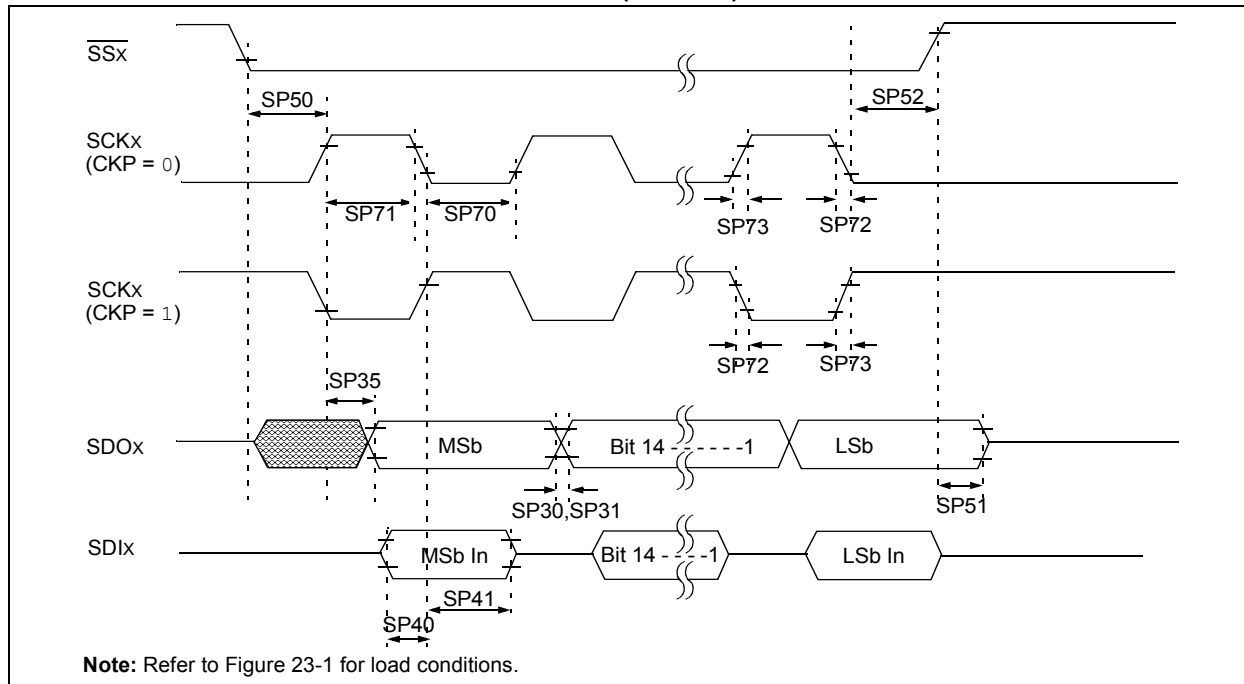 SSx
SP50
SP52
SCKx
(CKP = 0)
SP71
SP70
SP73
SP72
SCKx
(CKP = 1)
SP72
SP73
SP35
SDOx
MSb
Bit 14 - - - - - -1
LSb
SP30,SP31
SP51
SDIx
MSb In
Bit 14 - - - -1
LSb In
SP41
SP40
Note: Refer to Figure 23-1 for load conditions.